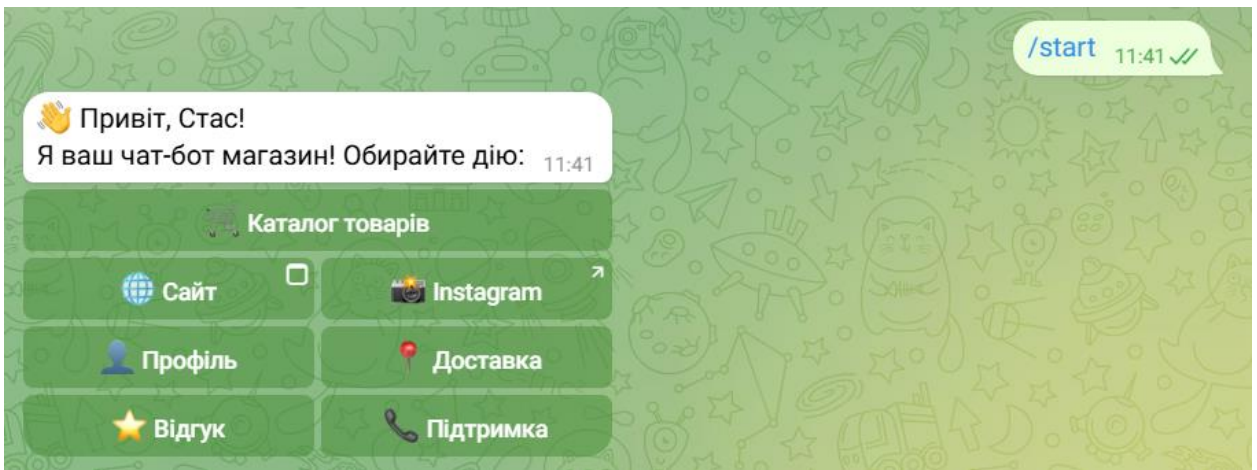 /start 11:41
👋 Привіт, Стас!
Я ваш чат-бот магазин! Обирайте дію: 11:41
🛒 Каталог товарів
🌐 Сайт
📸 Instagram
👤 Профіль
📍 Доставка
⭐ Відгук
📞 Підтримка